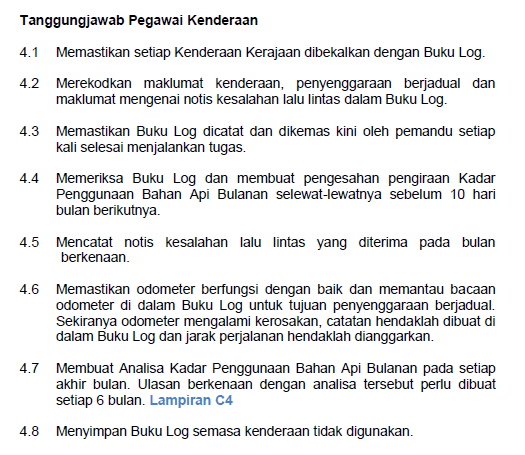 Tanggungjawab Pegawai Kenderaan
4.1 Memastikan setiap Kenderaan Kerajaan dibekalkan dengan Buku Log.
4.2 Merekodkan maklumat kenderaan, penyenggaraan berjadual dan
maklumat mengenai notis kesalahan lalu lintas dalam Buku Log.
4.3 Memastikan Buku Log dicatat dan dikemas kini oleh pemandu setiap
kali selesai menjalankan tugas.
4.4 Memeriksa Buku Log dan membuat pengesahan pengiraan Kadar
Penggunaan Bahan Api Bulanan selewat-lewatnya sebelum 10 hari
bulan berikutnya.
4.5 Mencatat notis kesalahan lalu lintas yang diterima pada bulan
berkenaan.
4.6 Memastikan odometer berfungsi dengan baik dan memantau bacaan
odometer di dalam Buku Log untuk tujuan penyenggaraan berjadual.
Sekiranya odometer mengalami kerosakan, catatan hendaklah dibuat di
dalam Buku Log dan jarak perjalanan hendaklah dianggarkan.
4.7 Membuat Analisa Kadar Penggunaan Bahan Api Bulanan pada setiap
akhir bulan. Ulasan berkenaan dengan analisa tersebut perlu dibuat
setiap 6 bulan. Lampiran C4
4.8 Menyimpan Buku Log semasa kenderaan tidak digunakan.